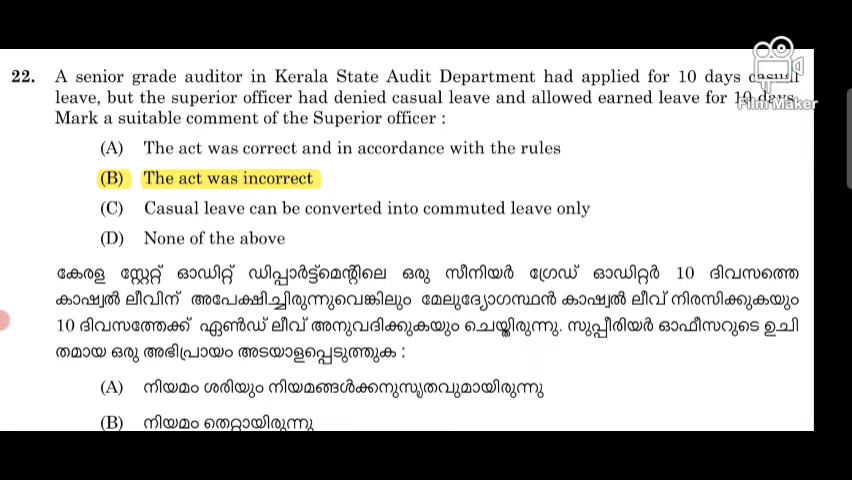 22. A senior grade auditor in Kerala State Audit Department had applied for 10 days casual
leave, but the superior officer had denied casual leave and allowed earned leave for 10 days.
Mark a suitable comment of the Superior officer :
(A) The act was correct and in accordance with the rules
(B) The act was incorrect
(C) Casual leave can be converted into commuted leave only
(D) None of the above
കേരള സ്റ്റേറ്റ് ഓഡിറ്റ് ഡിപ്പാർട്ട്മെന്റിലെ ഒരു സീനിയർ ഗ്രേഡ് ഓഡിറ്റർ 10 ദിവസത്തെ
കാഷ്വൽ ലീവിന് അപേക്ഷിച്ചിരുന്നുവെങ്കിലും മേലുദ്യോഗസ്ഥൻ കാഷ്വൽ ലീവ് നിരസിക്കുകയും
10 ദിവസത്തേക്ക് ഏൺഡ് ലീവ് അനുവദിക്കുകയും ചെയ്തിരുന്നു. സുപ്പീരിയർ ഓഫീസറുടെ ഉചി
തമായ ഒരു അഭിപ്രായം അടയാളപ്പെടുത്തുക :
(A) നിയമം ശരിയും നിയമങ്ങൾക്കനുസൃതവുമായിരുന്നു
(B) നിയമം തെറ്റായിരുന്നു
Film Maker